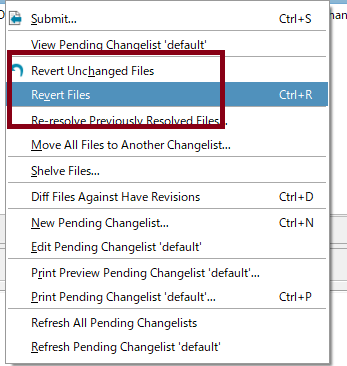 Submit...	Ctrl+S
View Pending Changelist 'default'
Revert Unchanged Files
Revert Files	Ctrl+R
Re-resolve Previously Resolved Files...
Move All Files to Another Changelist...
Shelve Files...
Diff Files Against Have Revisions	Ctrl+D
New Pending Changelist...	Ctrl+N
Edit Pending Changelist 'default'
Print Preview Pending Changelist 'default'...
Print Pending Changelist 'default'...	Ctrl+P
Refresh All Pending Changelists
Refresh Pending Changelist 'default'